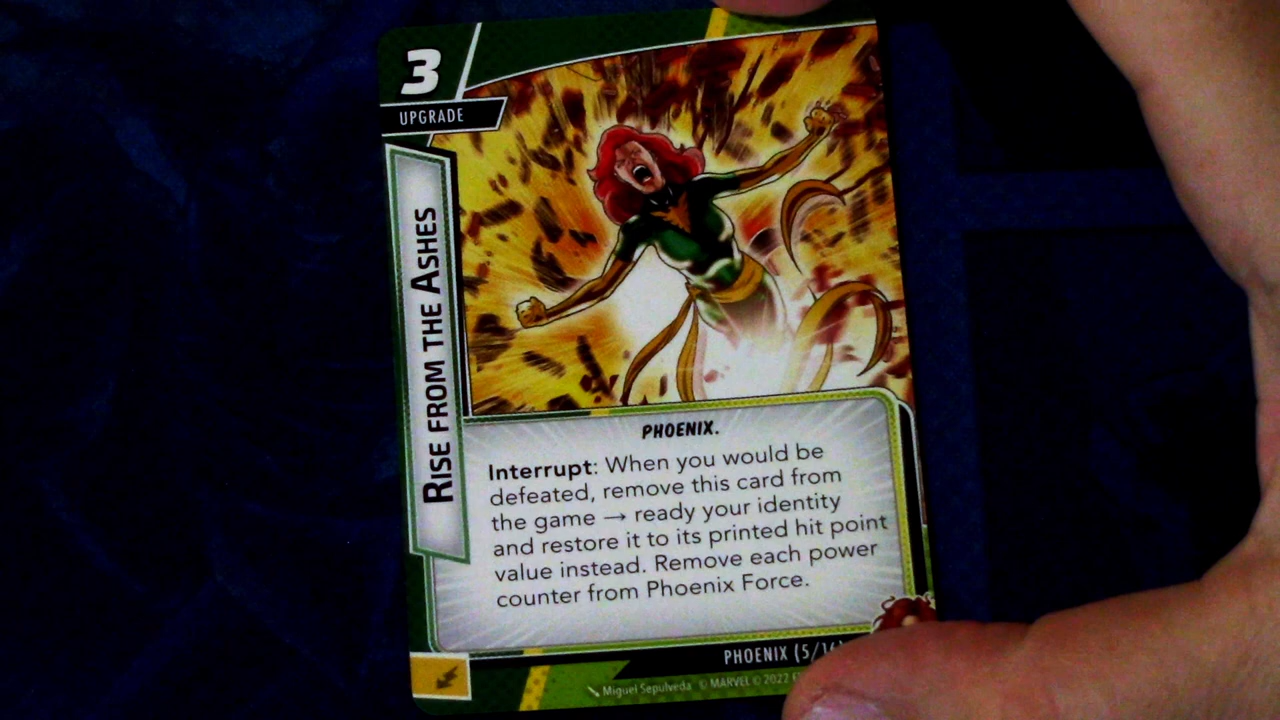 3
UPGRADE
RISE FROM THE ASHES
PHOENIX.
Interrupt: When you would be
defeated, remove this card from
the game → ready your identity
and restore it to its printed hit point
value instead. Remove each power
counter from Phoenix Force.
PHOENIX (5/16)
Miguel Sepulveda © MARVEL © 2022